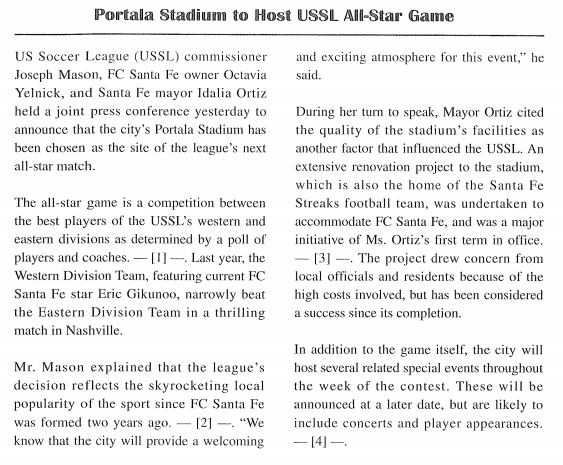 Portala Stadium to Host USSL All-Star Game
US Soccer League (USSL) commissioner
Joseph Mason, FC Santa Fe owner Octavia
Yelnick, and Santa Fe mayor Idalia Ortiz
held a joint press conference yesterday to
announce that the city's Portala Stadium has
been chosen as the site of the league's next
all-star match.
The all-star game is a competition between
the best players of the USSL's western and
eastern divisions as determined by a poll of
players and coaches. — [1] —. Last year, the
Western Division Team, featuring current FC
Santa Fe star Eric Gikunoo, narrowly beat
the Eastern Division Team in a thrilling
match in Nashville.
Mr. Mason explained that the league's
decision reflects the skyrocketing local
popularity of the sport since FC Santa Fe
was formed two years ago. — [2] —. “We
know that the city will provide a welcoming
and exciting atmosphere for this event,” he
said.
During her turn to speak, Mayor Ortiz cited
the quality of the stadium's facilities as
another factor that influenced the USSL. An
extensive renovation project to the stadium,
which is also the home of the Santa Fe
Streaks football team, was undertaken to
accommodate FC Santa Fe, and was a major
initiative of Ms. Ortiz's first term in office.
— [3] —. The project drew concern from
local officials and residents because of the
high costs involved, but has been considered
a success since its completion.
In addition to the game itself, the city will
host several related special events throughout
the week of the contest. These will be
announced at a later date, but are likely to
include concerts and player appearances.
— [4] —.